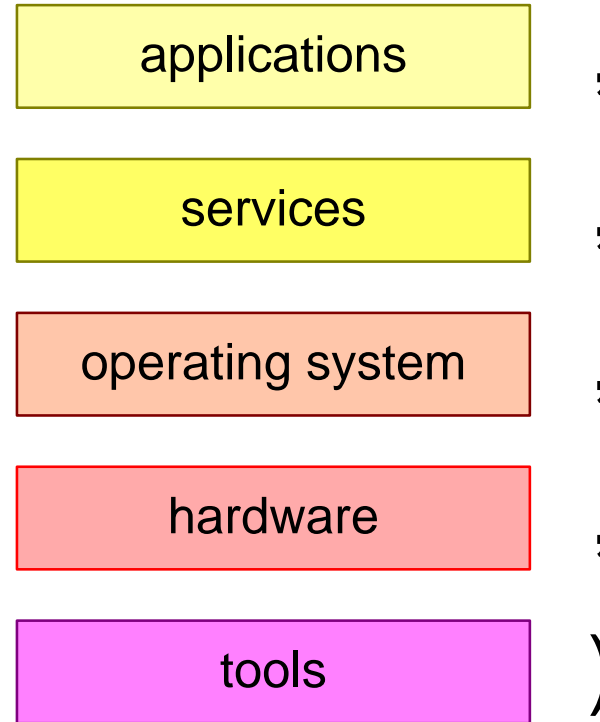 applications
services
operating system
hardware
tools